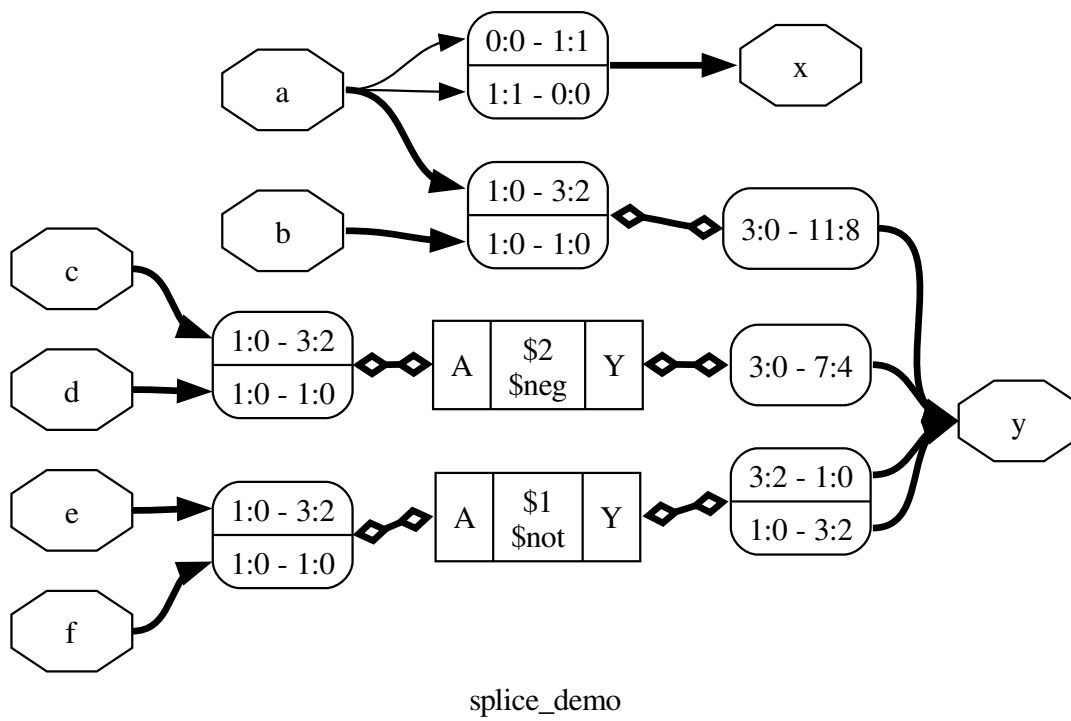 a
0:0 - 1:1
1:1 - 0:0
x
b
1:0 - 3:2
1:0 - 1:0
3:0 - 11:8
c
d
1:0 - 3:2
1:0 - 1:0
A
$2
$neg
Y
3:0 - 7:4
y
e
f
1:0 - 3:2
1:0 - 1:0
A
$1
$not
Y
3:2 - 1:0
1:0 - 3:2
splice_demo